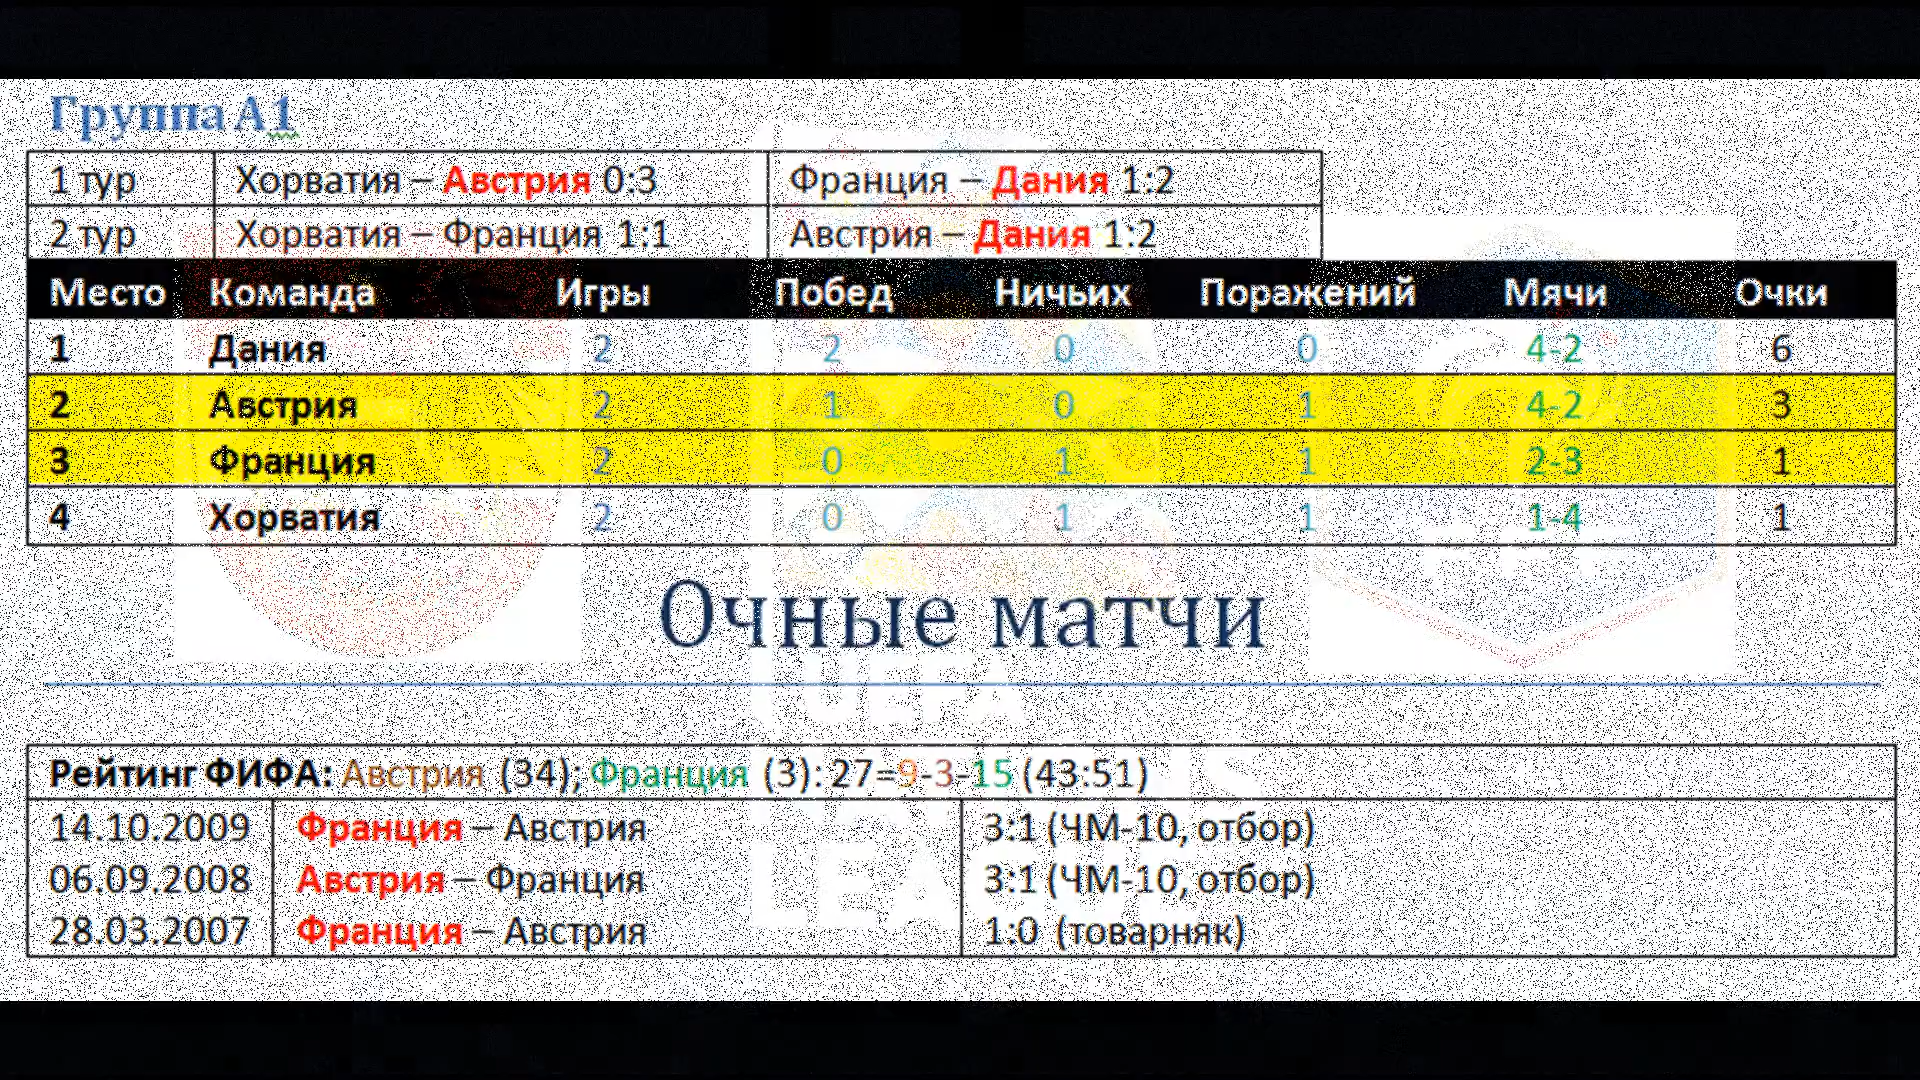 Группа А1
1 тур Хорватия – Австрия 0:3 Франция – Дания 1:2
2 тур Хорватия – Франция 1:1 Австрия – Дания 1:2
Место Команда Игры Побед Ничьих Поражений Мячи Очки
1 Дания 2 2 0 0 4-2 6
2 Австрия 2 1 0 1 4-2 3
3 Франция 2 0 1 1 2-3 1
4 Хорватия 2 0 1 1 1-4 1
Очные матчи
UEFA
Рейтинг ФИФА: Австрия (34); Франция (3): 27=9-3-15 (43:51)
14.10.2009 Франция – Австрия 3:1 (ЧМ-10, отбор)
06.09.2008 Австрия – Франция 3:1 (ЧМ-10, отбор)
28.03.2007 Франция – Австрия 1:0 (товарняк)